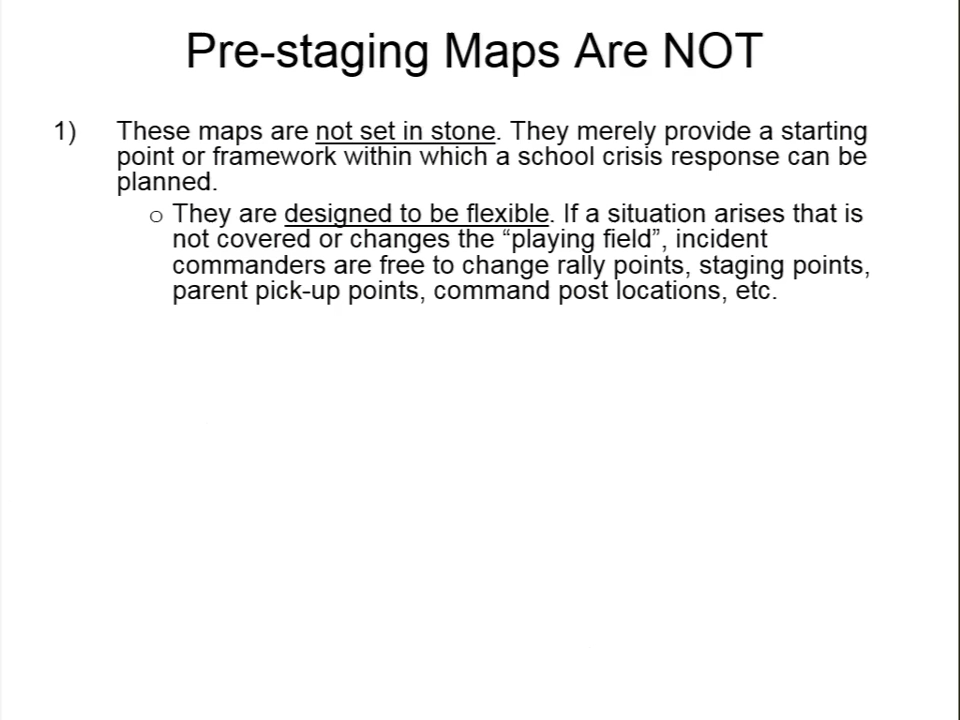 Pre-staging Maps Are NOT
1) These maps are not set in stone. They merely provide a starting
point or framework within which a school crisis response can be
planned.
o They are designed to be flexible. If a situation arises that is
not covered or changes the “playing field”, incident
commanders are free to change rally points, staging points,
parent pick-up points, command post locations, etc.